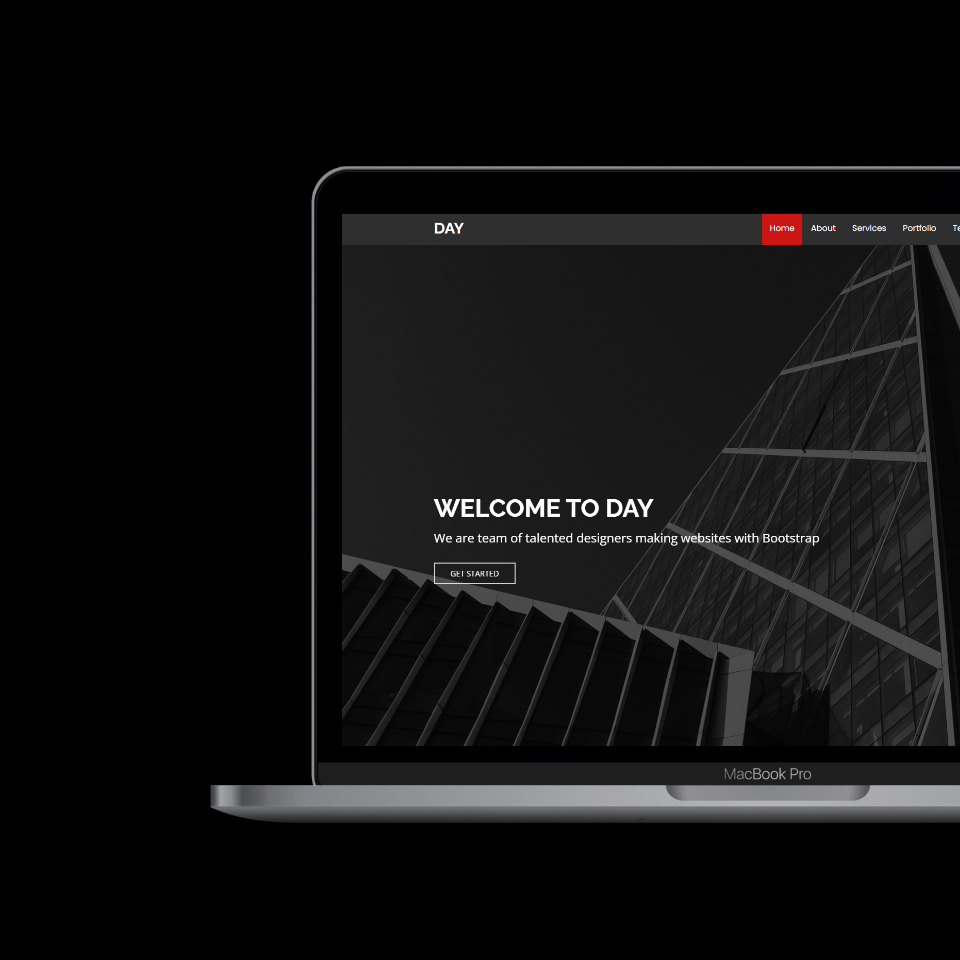 DAY
Home About Services Portfolio
WELCOME TO DAY
We are team of talented designers making websites with Bootstrap
GET STARTED
MacBook Pro